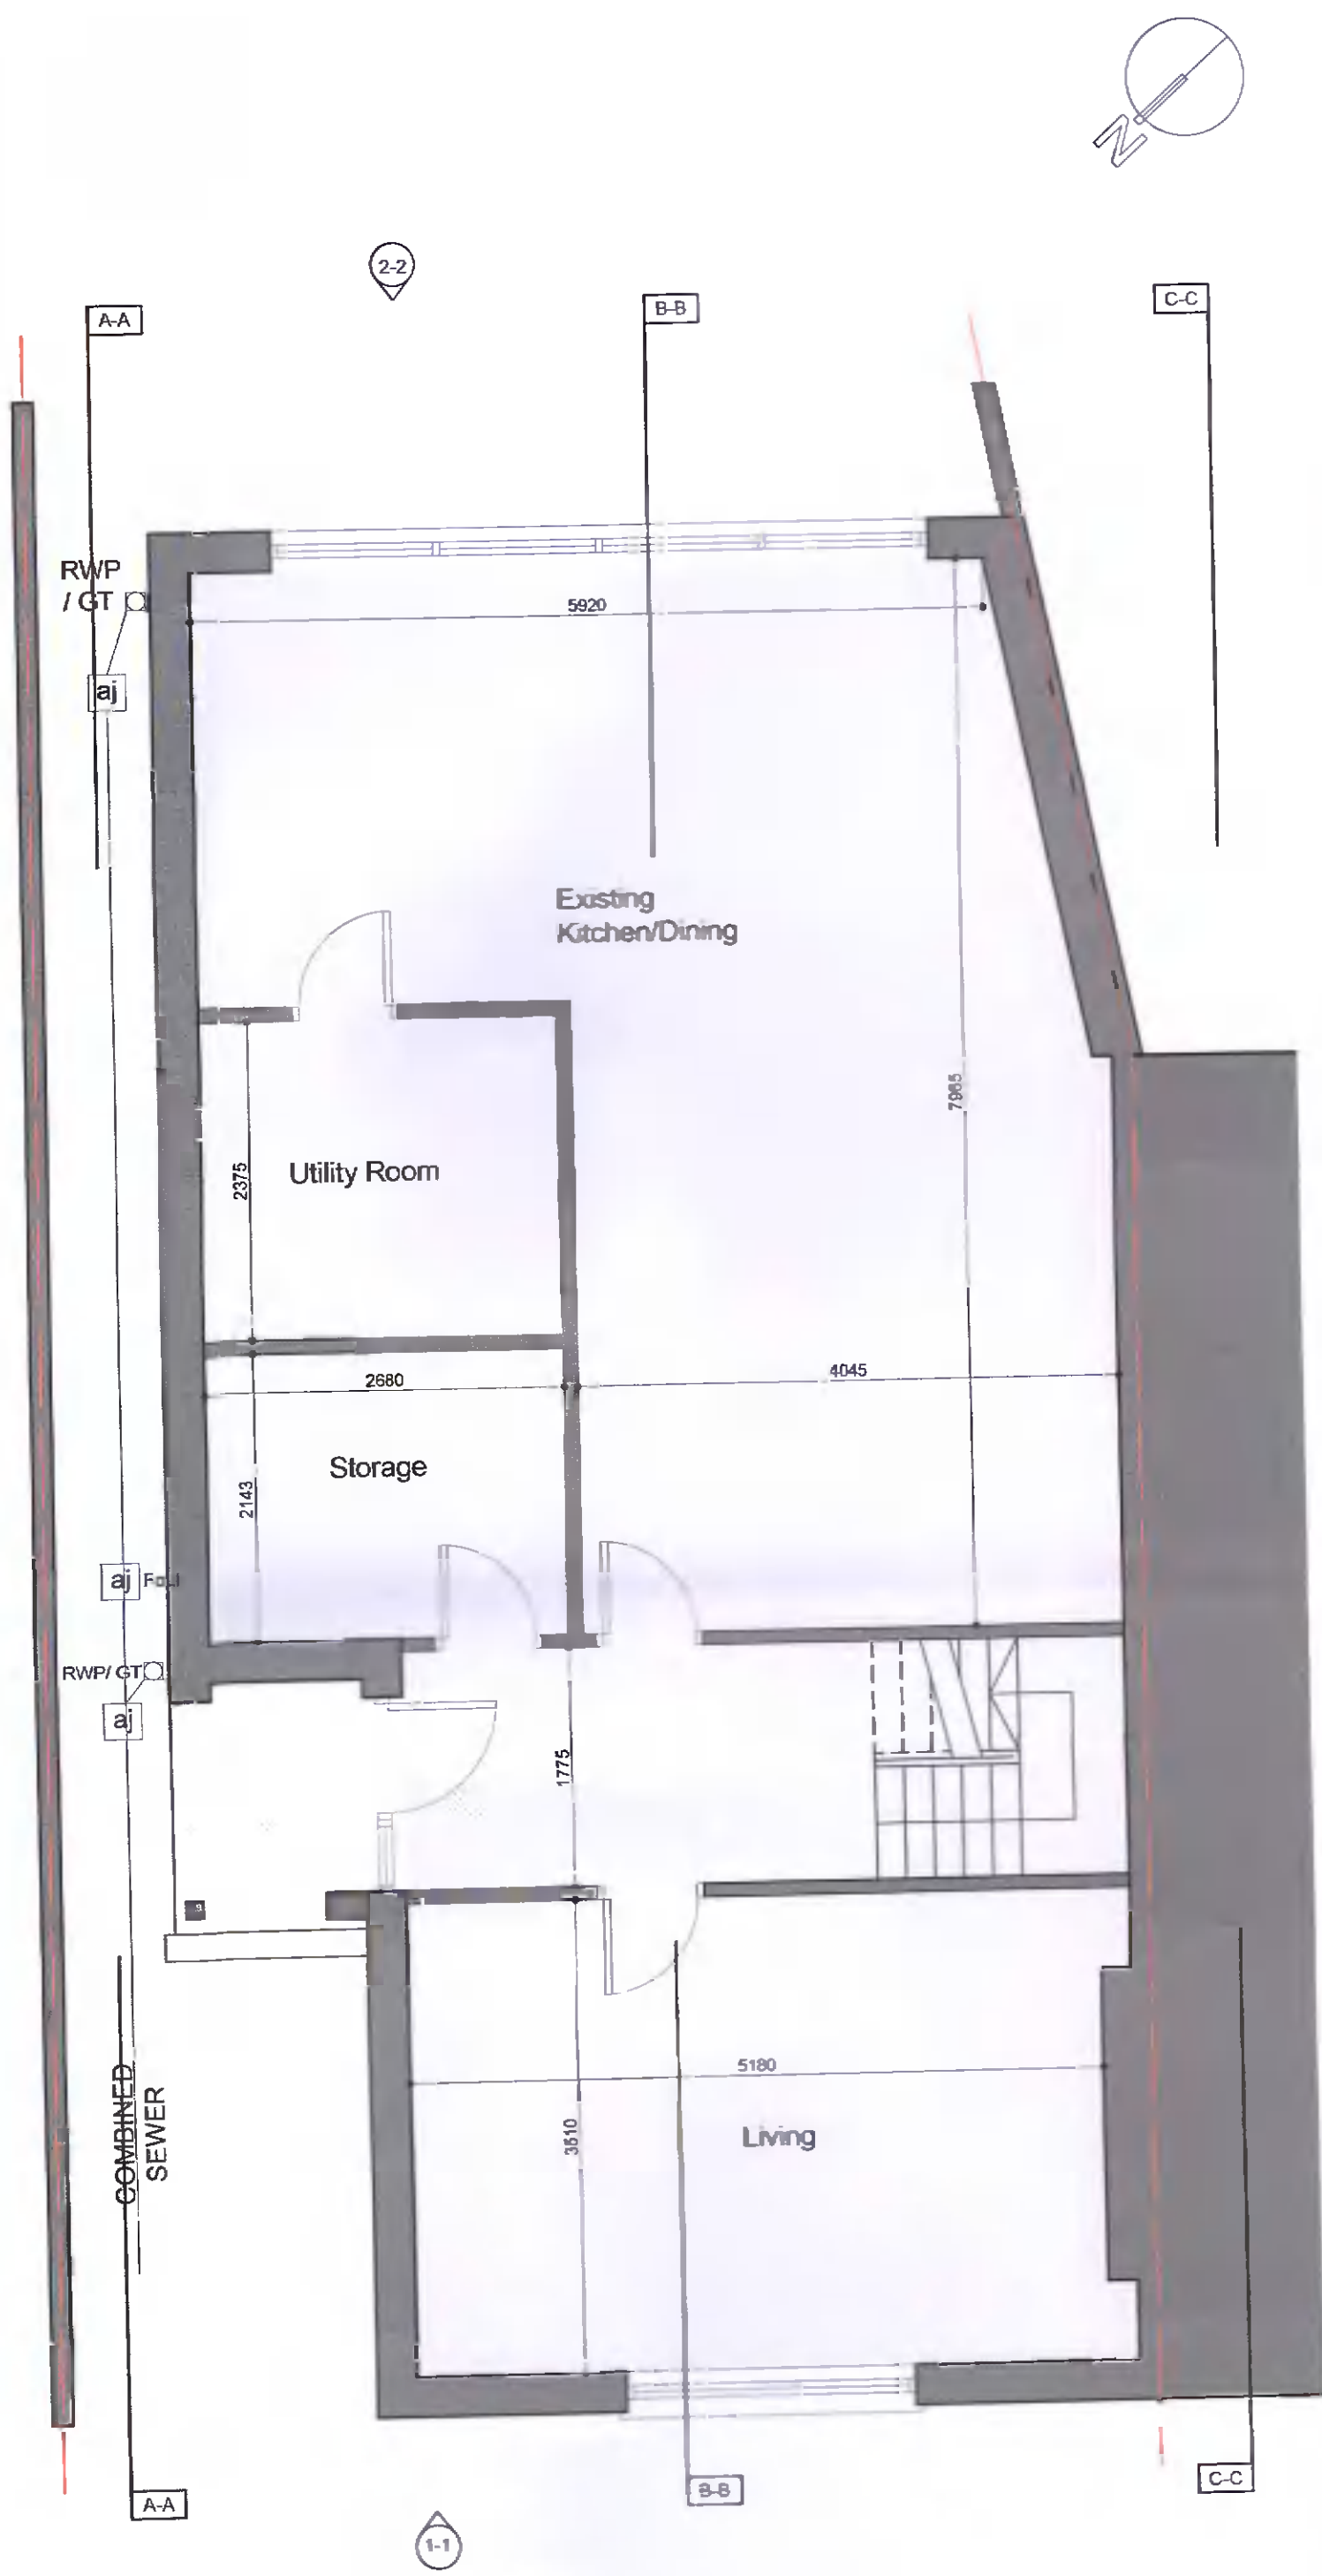 N
2-2
A-A
B-B
C-C
RWP
/ GT
5920
aj
Existing
Kitchen/Dining
7965
2375
Utility Room
2680
4045
Storage
2143
aj
RWP/ GT
aj
1775
5180
3510
Living
COMBINED
SEWER
A-A
B-B
C-C
1-1